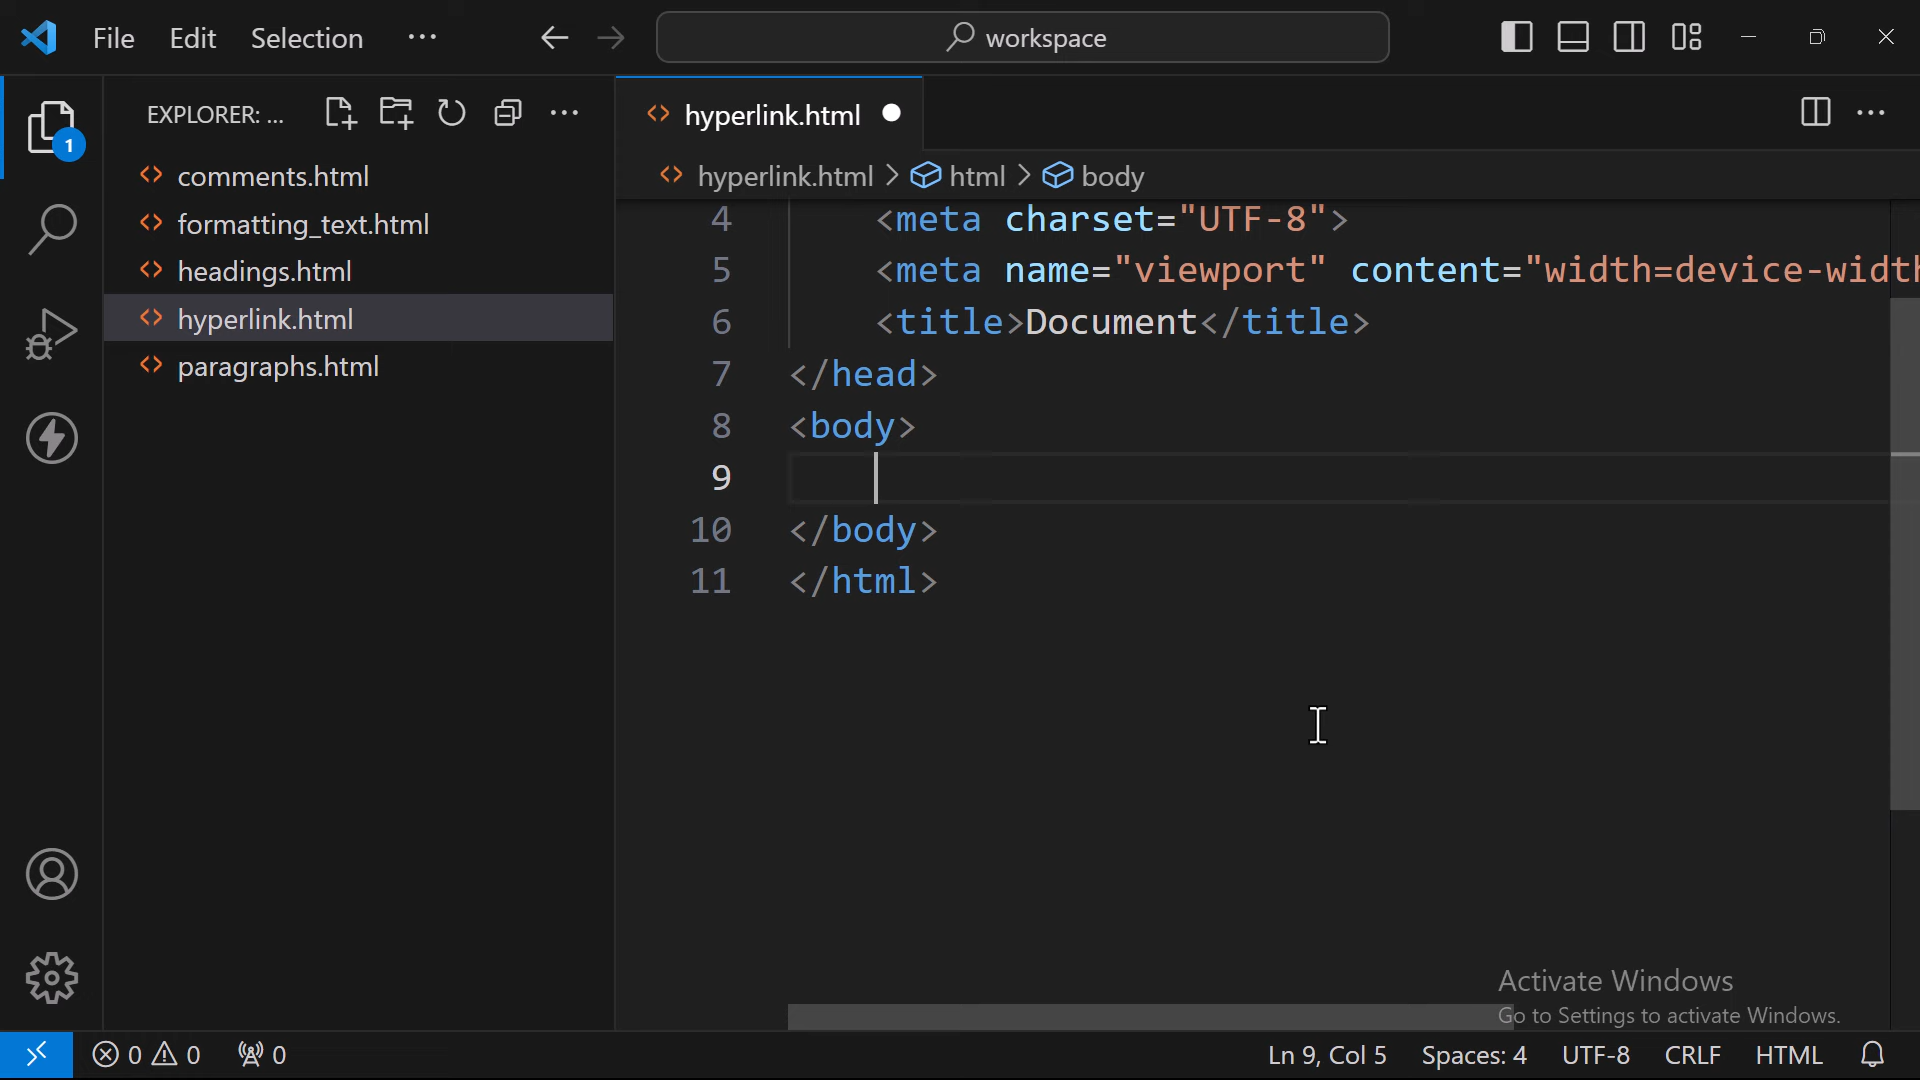 File Edit Selection ··· workspace
EXPLORER: ...
comments.html
formatting_text.html
headings.html
hyperlink.html
paragraphs.html
1
hyperlink.html
hyperlink.html > html > body
4 <meta charset="UTF-8">
5 <meta name="viewport" content="width=device-width
6 <title>Document</title>
7 </head>
8 <body>
9
10 </body>
11 </html>
Activate Windows
Go to Settings to activate Windows.
0 0 0 Ln 9, Col 5 Spaces: 4 UTF-8 CRLF HTML